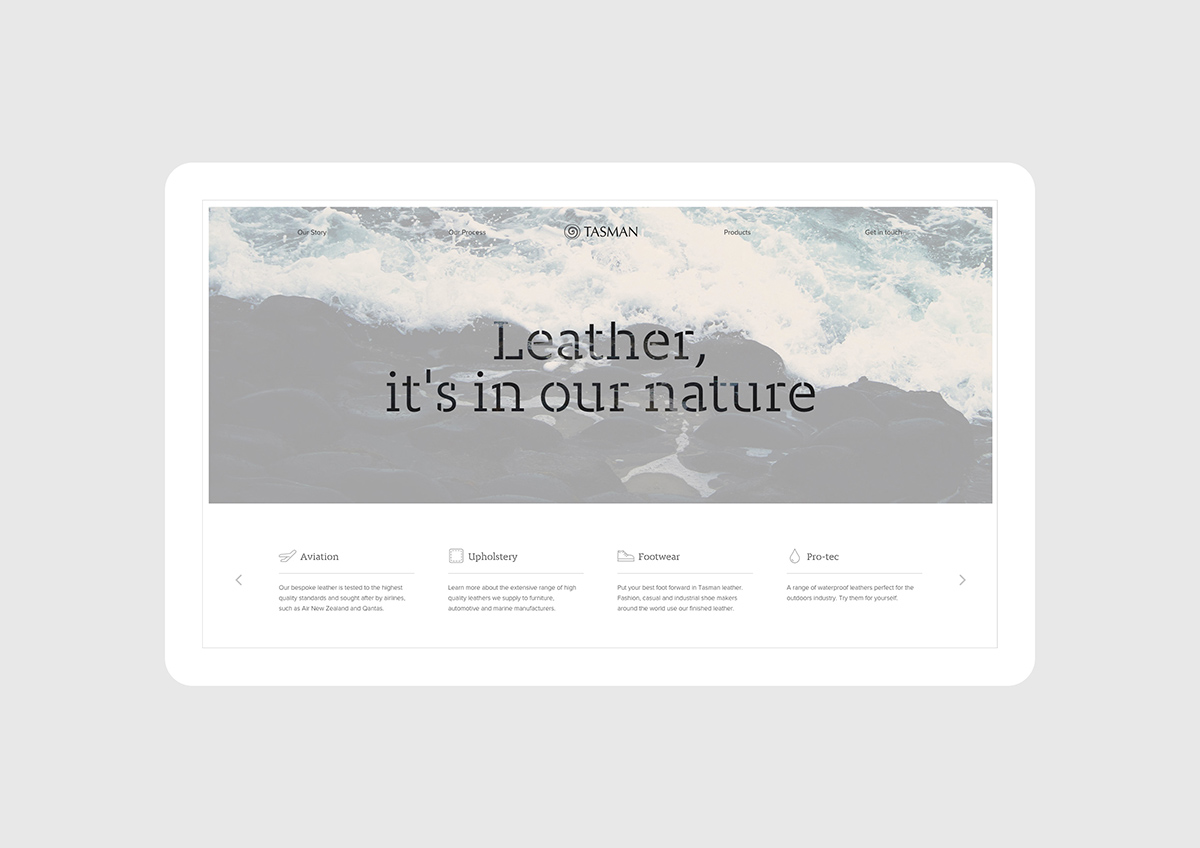 Our Story
Our Process
TASMAN
Products
Get in touch
Leather,
it's in our nature
Aviation
Our bespoke leather is tested to the highest
quality standards and sought after by airlines,
such as Air New Zealand and Qantas.
Upholstery
Learn more about the extensive range of high
quality leathers we supply to furniture,
automotive and marine manufacturers.
Footwear
Put your best foot forward in Tasman leather.
Fashion, casual and industrial shoe makers
around the world use our finished leather.
Pro-tec
A range of waterproof leathers perfect for the
outdoors industry. Try them for yourself.